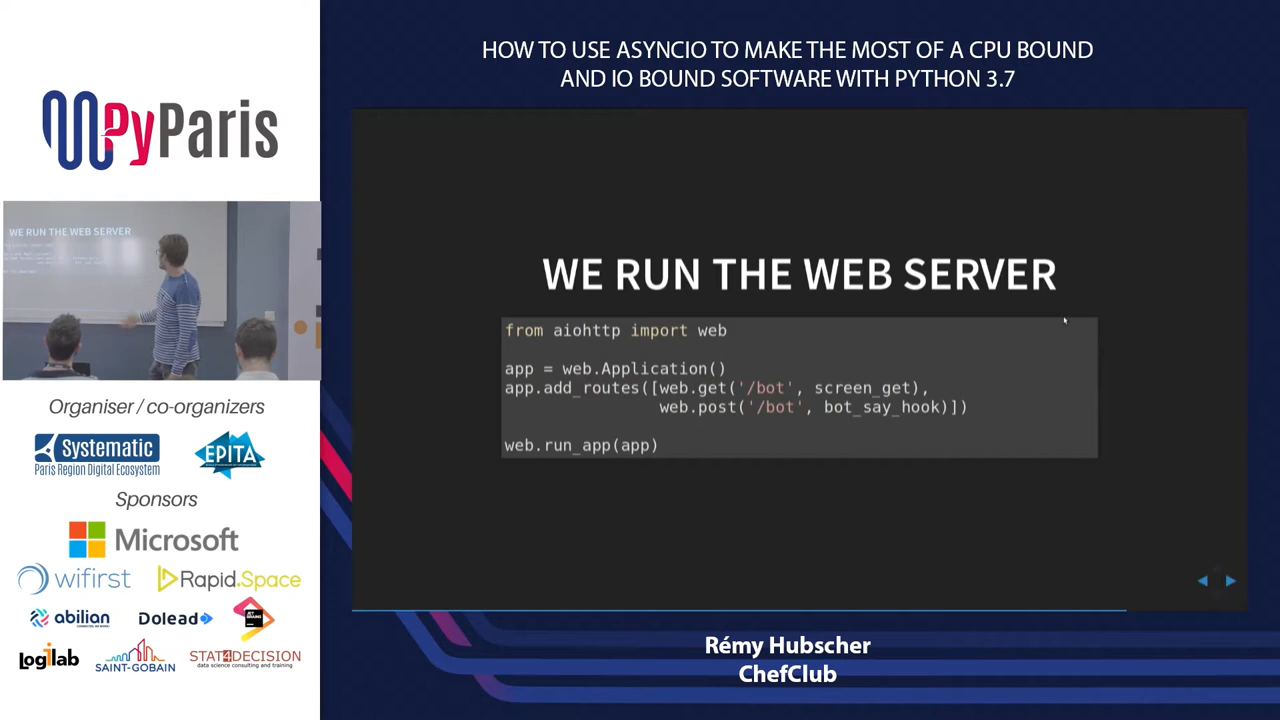 HOW TO USE ASYNCIO TO MAKE THE MOST OF A CPU BOUND
AND IO BOUND SOFTWARE WITH PYTHON 3.7
PyParis
WE RUN THE WEB SERVER
WE RUN THE WEB SERVER
from aiohttp import web
app = web.Application()
app.add_routes([web.get('/bot', screen_get),
web.post('/bot', bot_say_hook)])
web.run_app(app)
Organiser / co-organizers
Systematic
Paris Region Digital Ecosystem
EPITA
Sponsors
Microsoft
wifirst
Rapid.Space
abilian
Dolead
JET
BRAINS
Logilab
SAINT-GOBAIN
STAT4DECISION
data science consulting and training
Rémy Hubscher
ChefClub